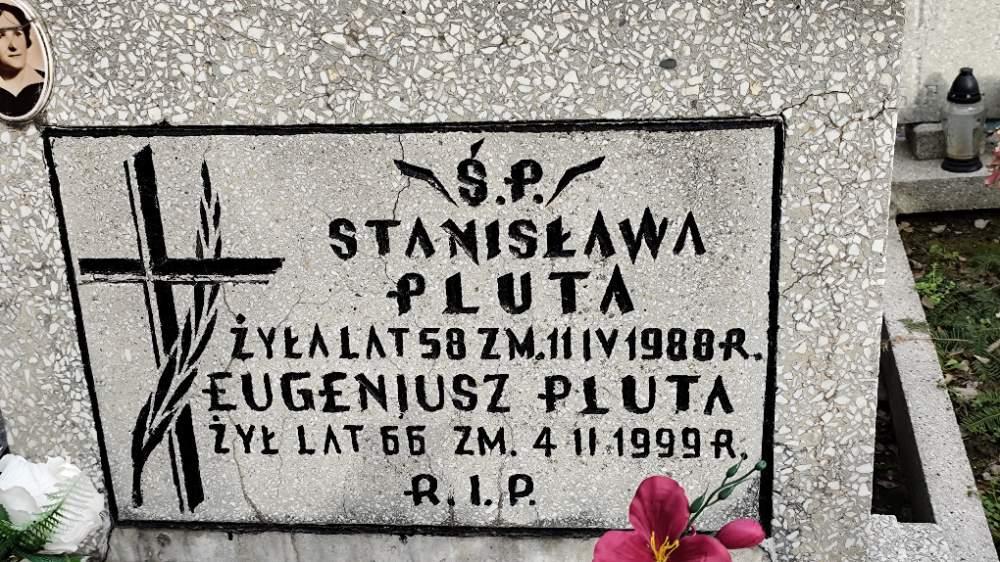 Ś.P.
STANISŁAWA
PLUTA
ŻYŁA LAT 58 ZM. 11 IV 1988 R.
EUGENIUSZ PLUTA
ŻYŁ LAT 66 ZM. 4 II 1999 R.
R.I.P.